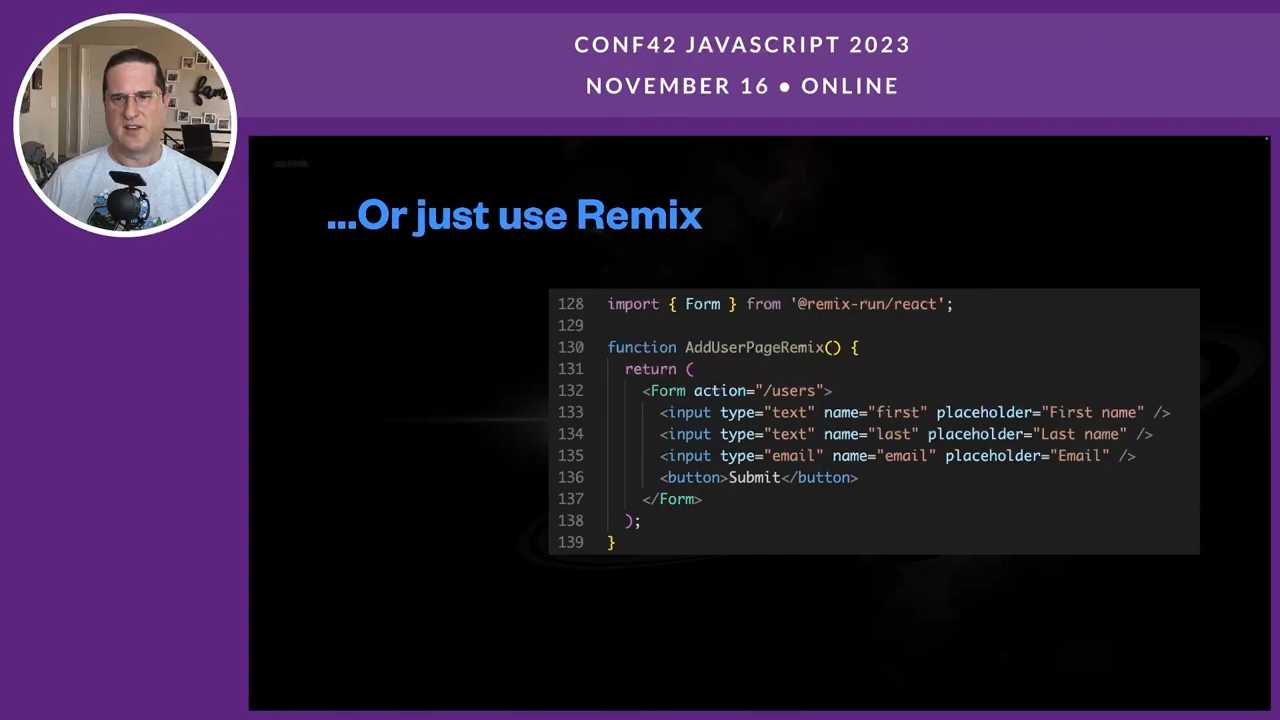 CONF42 JAVASCRIPT 2023
NOVEMBER 16 • ONLINE
...Or just use Remix
128 import { Form } from '@remix-run/react';
129
130 function AddUserPageRemix() {
131 return (
132 <Form action="/users">
133 <input type="text" name="first" placeholder="First name" />
134 <input type="text" name="last" placeholder="Last name" />
135 <input type="email" name="email" placeholder="Email" />
136 <button>Submit</button>
137 </Form>
138 );
139 }